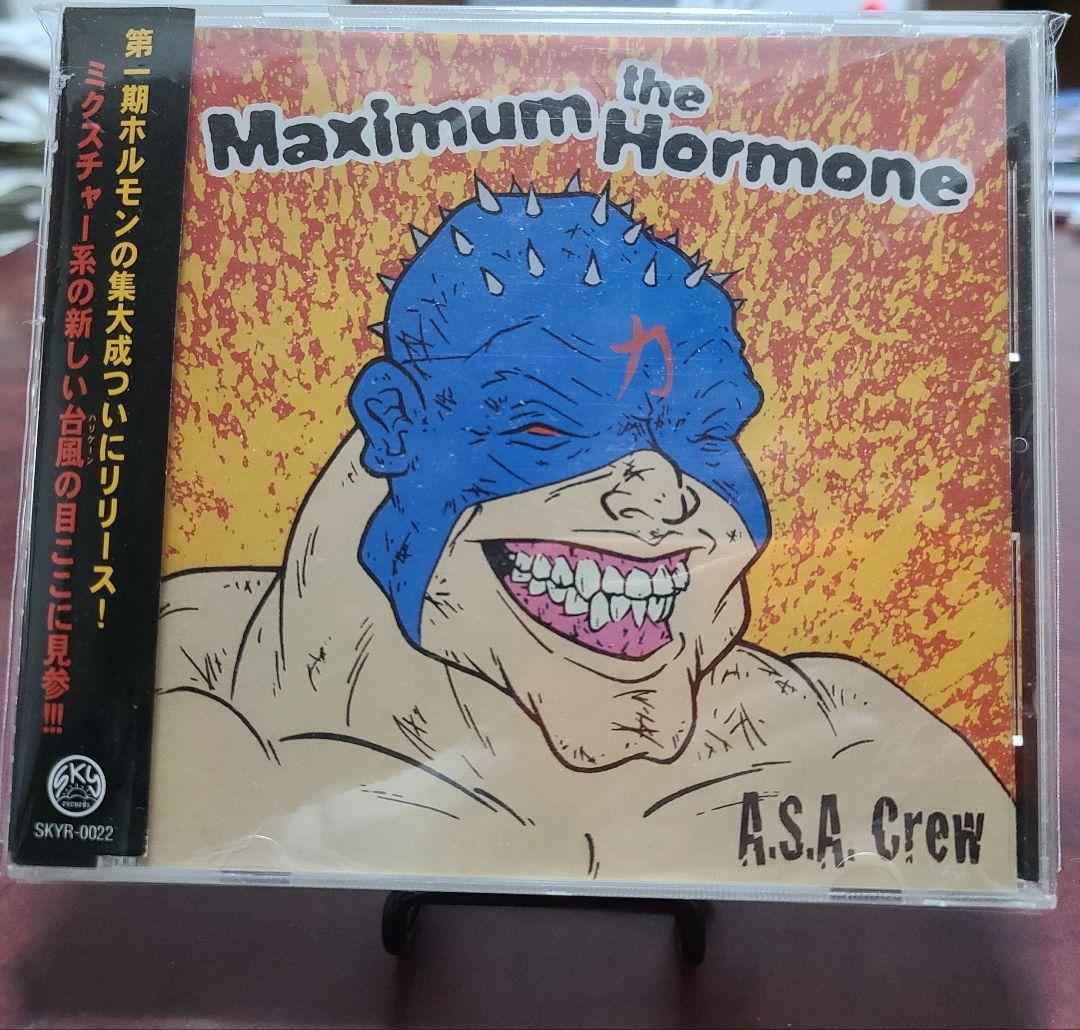 第一期ホルモンの集大成ついにリリース!
ミクスチャー系の新しい台風の目ここに見参!!!
ハリケーン
SKY
records
SKYR-0022
Maximum the Hormone
力
A.S.A. Crew